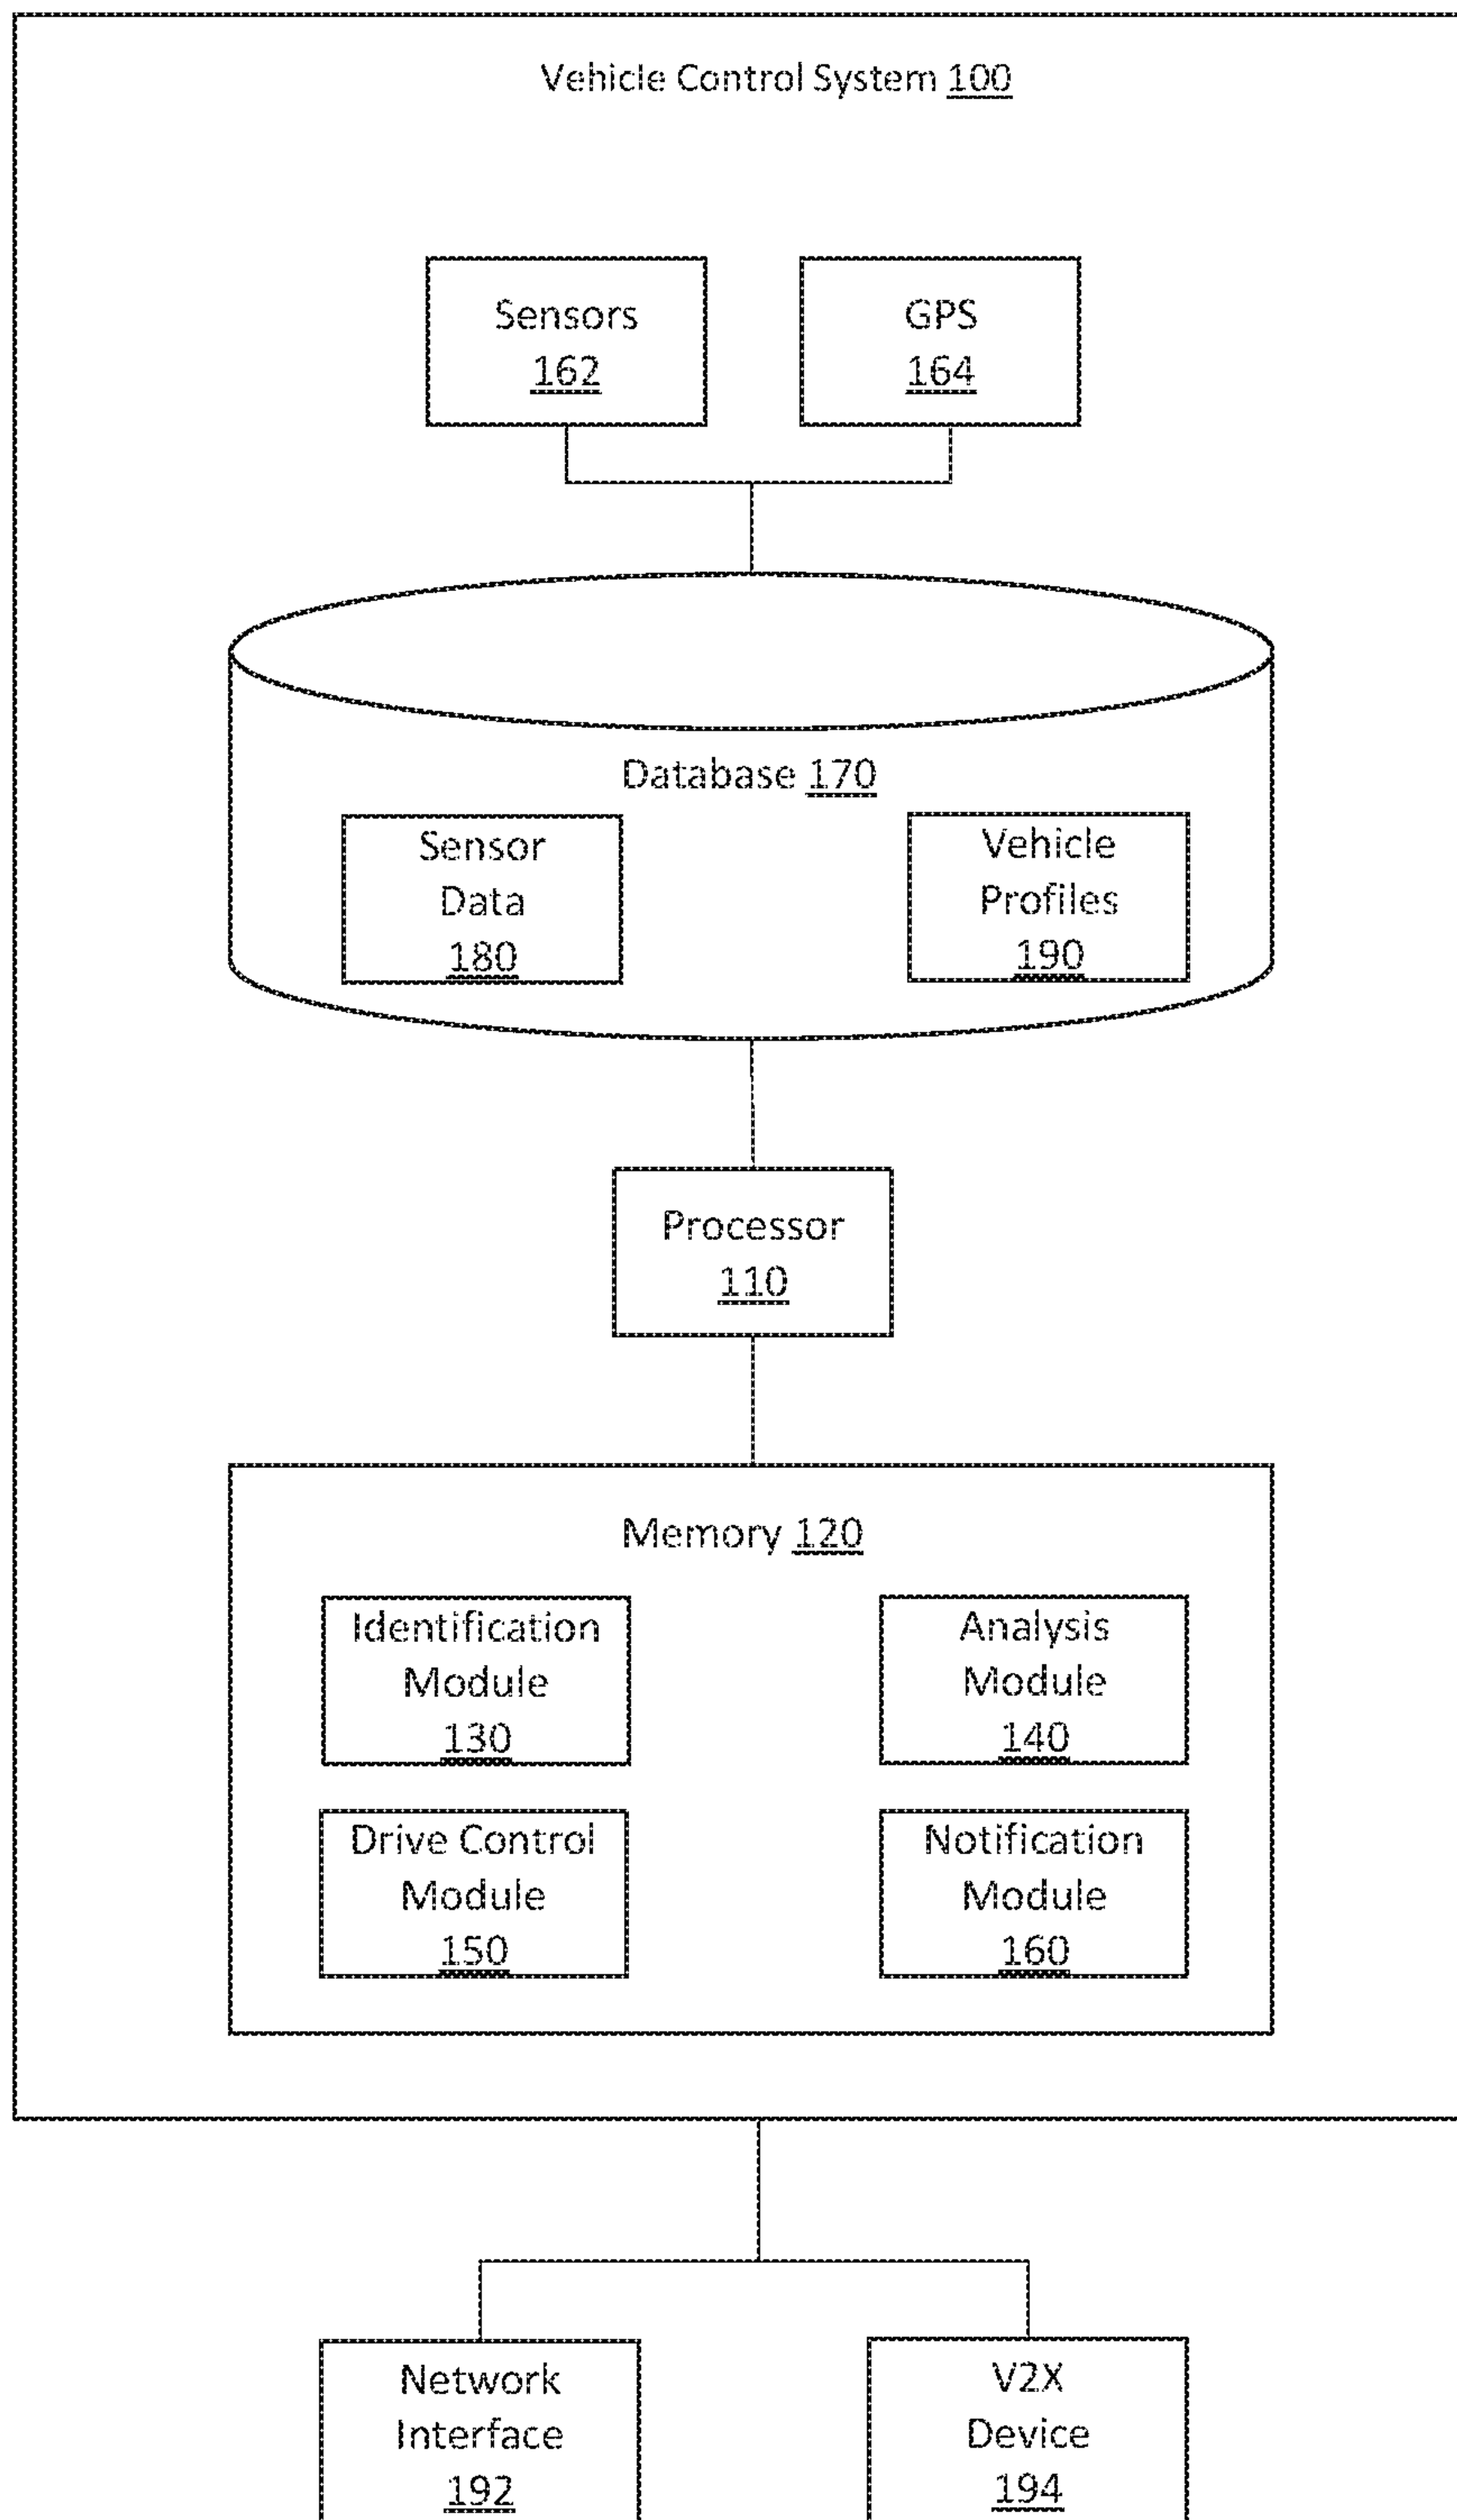 Vehicle Control System 100
Sensors
162
GPS
164
Database 170
Sensor
Data
180
Vehicle
Profiles
190
Processor
110
Memory 120
Identification
Module
130
Analysis
Module
140
Drive Control
Module
150
Notification
Module
160
Network
Interface
192
V2X
Device
194